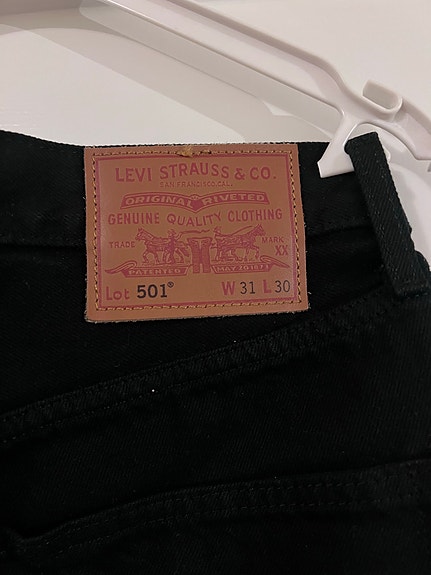 LEVI STRAUSS & CO.
SAN FRANCISCO, CAL.
ORIGINAL RIVETED
GENUINE QUALITY CLOTHING
TRADE MARK
XX
PATENTED MAY 20 1873
Lot 501® W 31 L 30